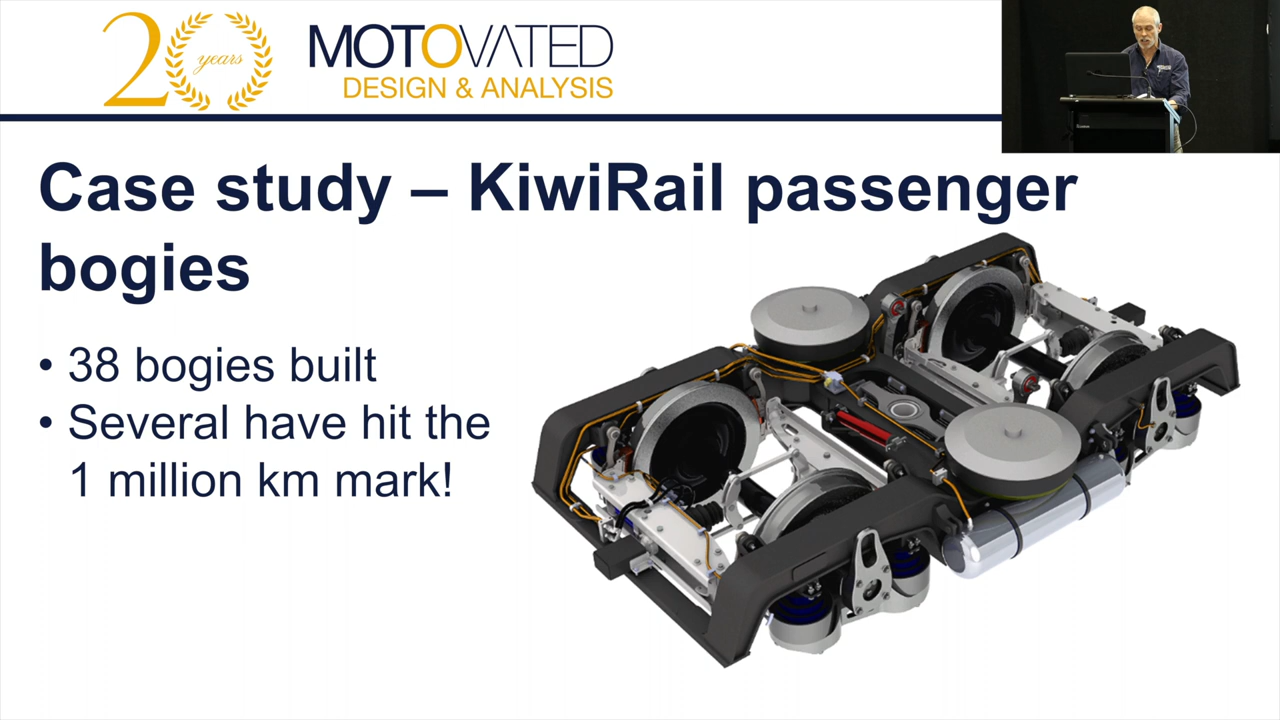 20 years
MOTOVATED
DESIGN & ANALYSIS
Case study – KiwiRail passenger
bogies
• 38 bogies built
• Several have hit the
1 million km mark!